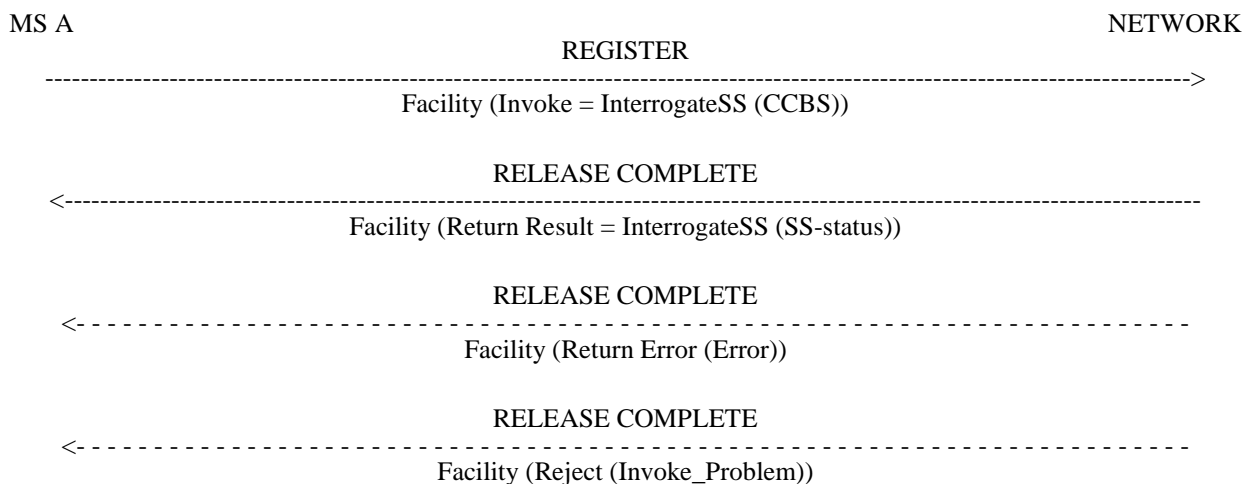 MS A NETWORK
REGISTER
Facility (Invoke = InterrogateSS (CCBS))
RELEASE COMPLETE
Facility (Return Result = InterrogateSS (SS-status))
RELEASE COMPLETE
Facility (Return Error (Error))
RELEASE COMPLETE
Facility (Reject (Invoke_Problem))